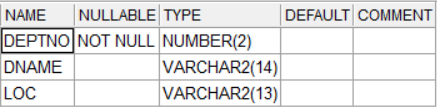 NAME NULLABLE TYPE DEFAULT COMMENT
DEPTNO NOT NULL NUMBER(2)
DNAME VARCHAR2(14)
LOC VARCHAR2(13)